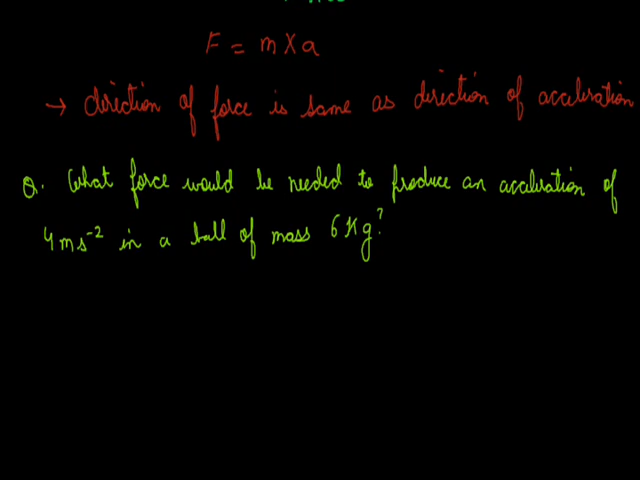 F = m X a
→ direction of force is same as direction of acceleration
Q. What force would be needed to produce an acceleration of
4 ms⁻² in a ball of mass 6 Kg?